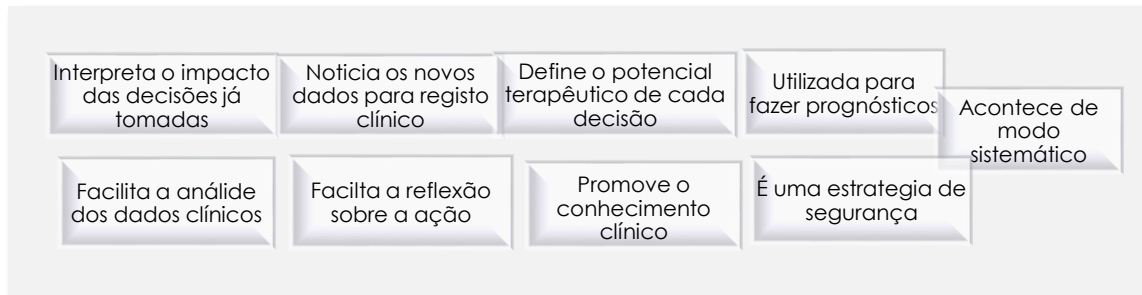 Interpreta o impacto
das decisões já
tomadas
Noticia os novos
dados para registo
clínico
Define o potencial
terapêutico de cada
decisão
Utilizada para
fazer prognósticos
Acontece de
modo
sistemático
Facilita a análide
dos dados clínicos
Facilta a reflexão
sobre a ação
Promove o
conhecimento
clínico
É uma estrategia de
segurança